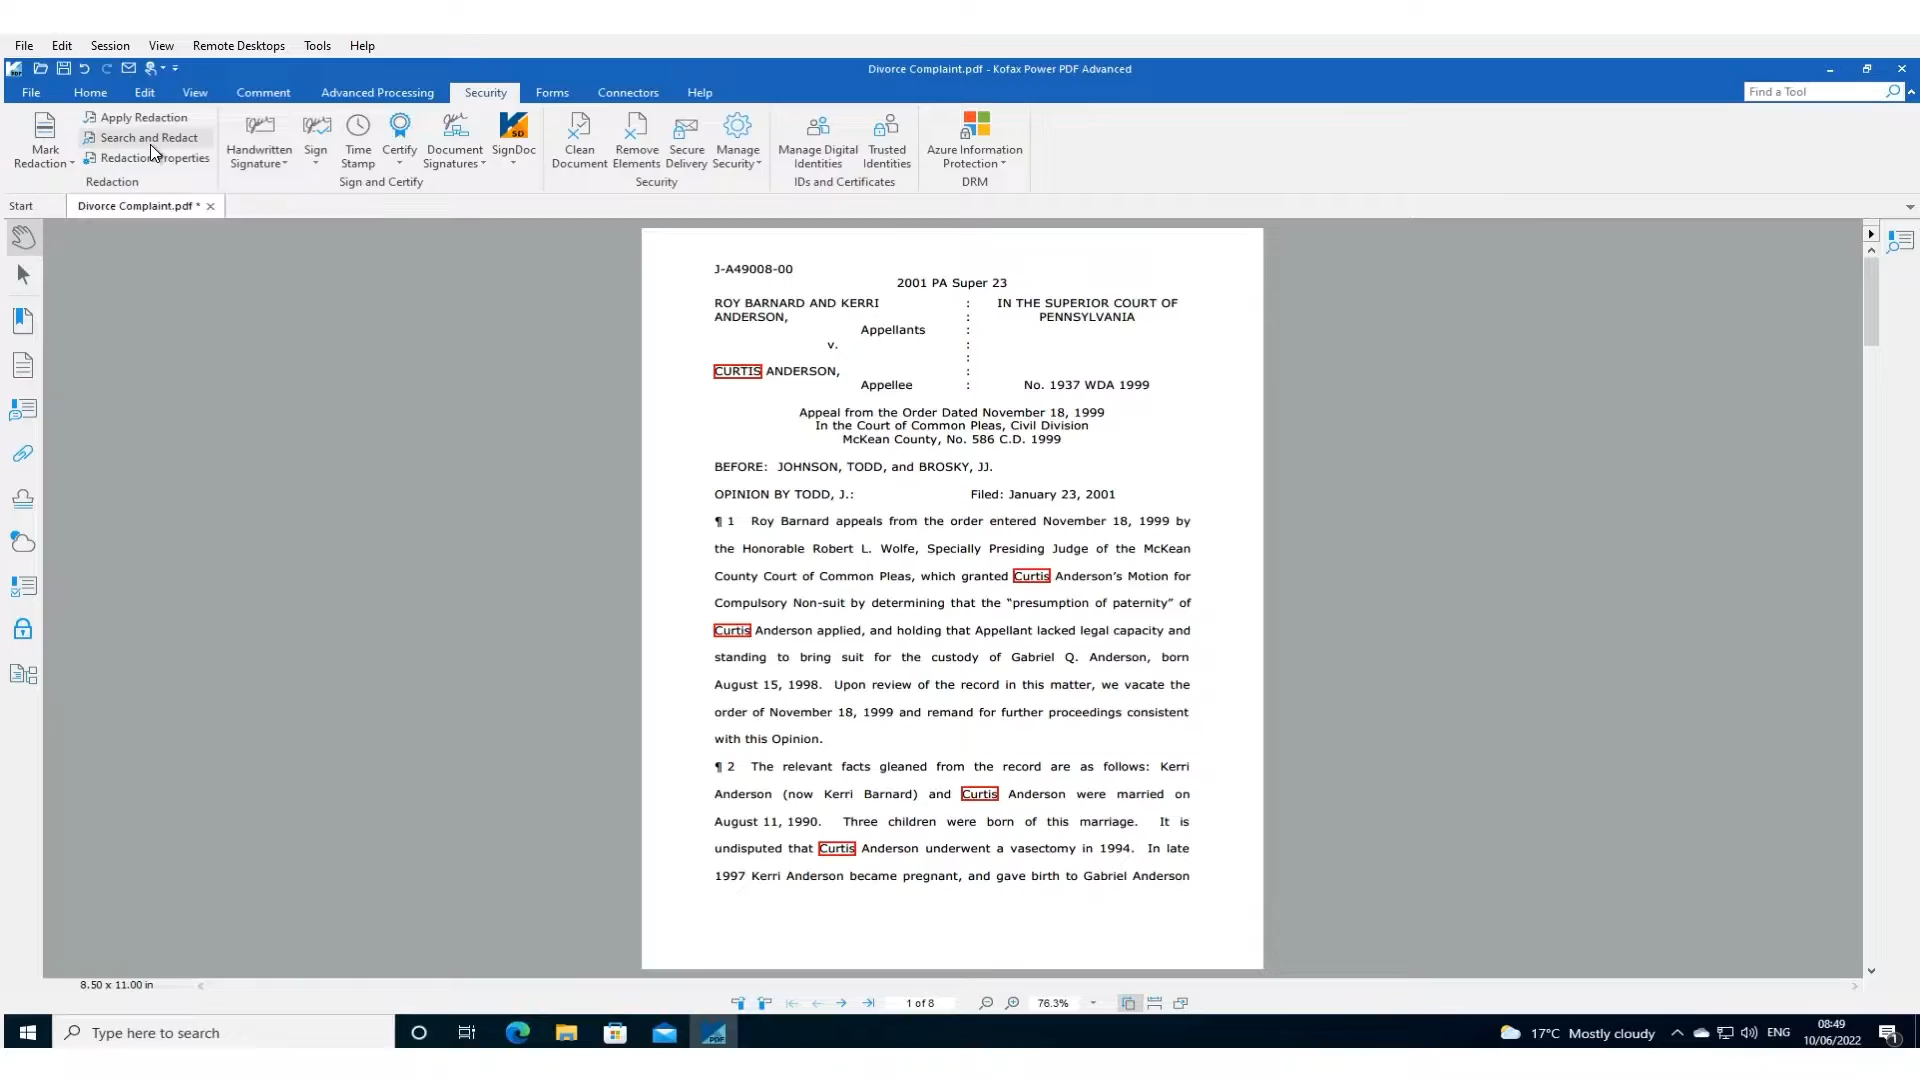 File Edit Session View Remote Desktops Tools Help
Divorce Complaint.pdf - Kofax Power PDF Advanced
File Home Edit View Comment Advanced Processing Security Forms Connectors Help
Find a Tool
Mark Redaction
Apply Redaction
Search and Redact
Redaction Properties
Redaction
Handwritten Signature
Sign
Time Stamp
Certify
Document Signatures
SignDoc
Sign and Certify
Clean Document
Remove Elements
Secure Delivery
Manage Security
Security
Manage Digital Identities
Trusted Identities
IDs and Certificates
Azure Information Protection
DRM
Start
Divorce Complaint.pdf *
J-A49008-00
2001 PA Super 23
ROY BARNARD AND KERRI : IN THE SUPERIOR COURT OF
ANDERSON, : PENNSYLVANIA
Appellants :
v. :
:
CURTIS ANDERSON, :
Appellee : No. 1937 WDA 1999
Appeal from the Order Dated November 18, 1999
In the Court of Common Pleas, Civil Division
McKean County, No. 586 C.D. 1999
BEFORE: JOHNSON, TODD, and BROSKY, JJ.
OPINION BY TODD, J.: Filed: January 23, 2001
¶ 1 Roy Barnard appeals from the order entered November 18, 1999 by
the Honorable Robert L. Wolfe, Specially Presiding Judge of the McKean
County Court of Common Pleas, which granted Curtis Anderson’s Motion for
Compulsory Non-suit by determining that the “presumption of paternity” of
Curtis Anderson applied, and holding that Appellant lacked legal capacity and
standing to bring suit for the custody of Gabriel Q. Anderson, born
August 15, 1998. Upon review of the record in this matter, we vacate the
order of November 18, 1999 and remand for further proceedings consistent
with this Opinion.
¶ 2 The relevant facts gleaned from the record are as follows: Kerri
Anderson (now Kerri Barnard) and Curtis Anderson were married on
August 11, 1990. Three children were born of this marriage. It is
undisputed that Curtis Anderson underwent a vasectomy in 1994. In late
1997 Kerri Anderson became pregnant, and gave birth to Gabriel Anderson
8.50 x 11.00 in
1 of 8
76.3%
Type here to search
PDF
17°C Mostly cloudy
ENG
08:49
10/06/2022
1